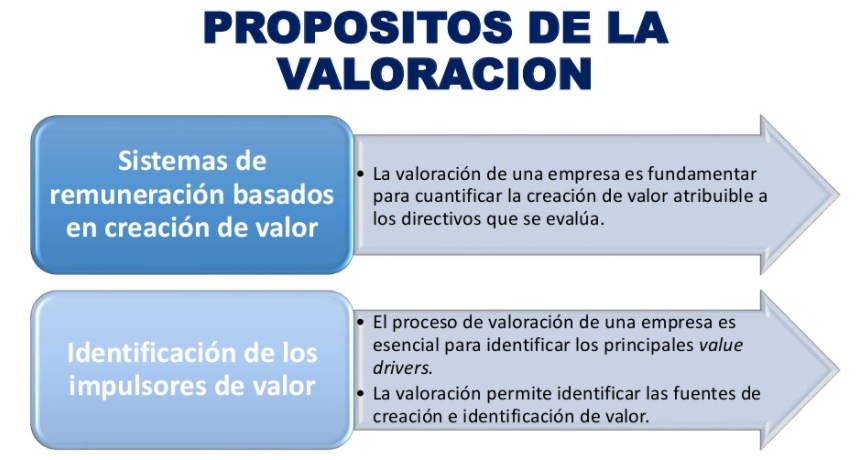 PROPOSITOS DE LA
VALORACION
Sistemas de
remuneración basados
en creación de valor
• La valoración de una empresa es fundamentar
para cuantificar la creación de valor atribuible a
los directivos que se evalúa.
Identificación de los
impulsores de valor
• El proceso de valoración de una empresa es
esencial para identificar los principales value
drivers.
• La valoración permite identificar las fuentes de
creación e identificación de valor.